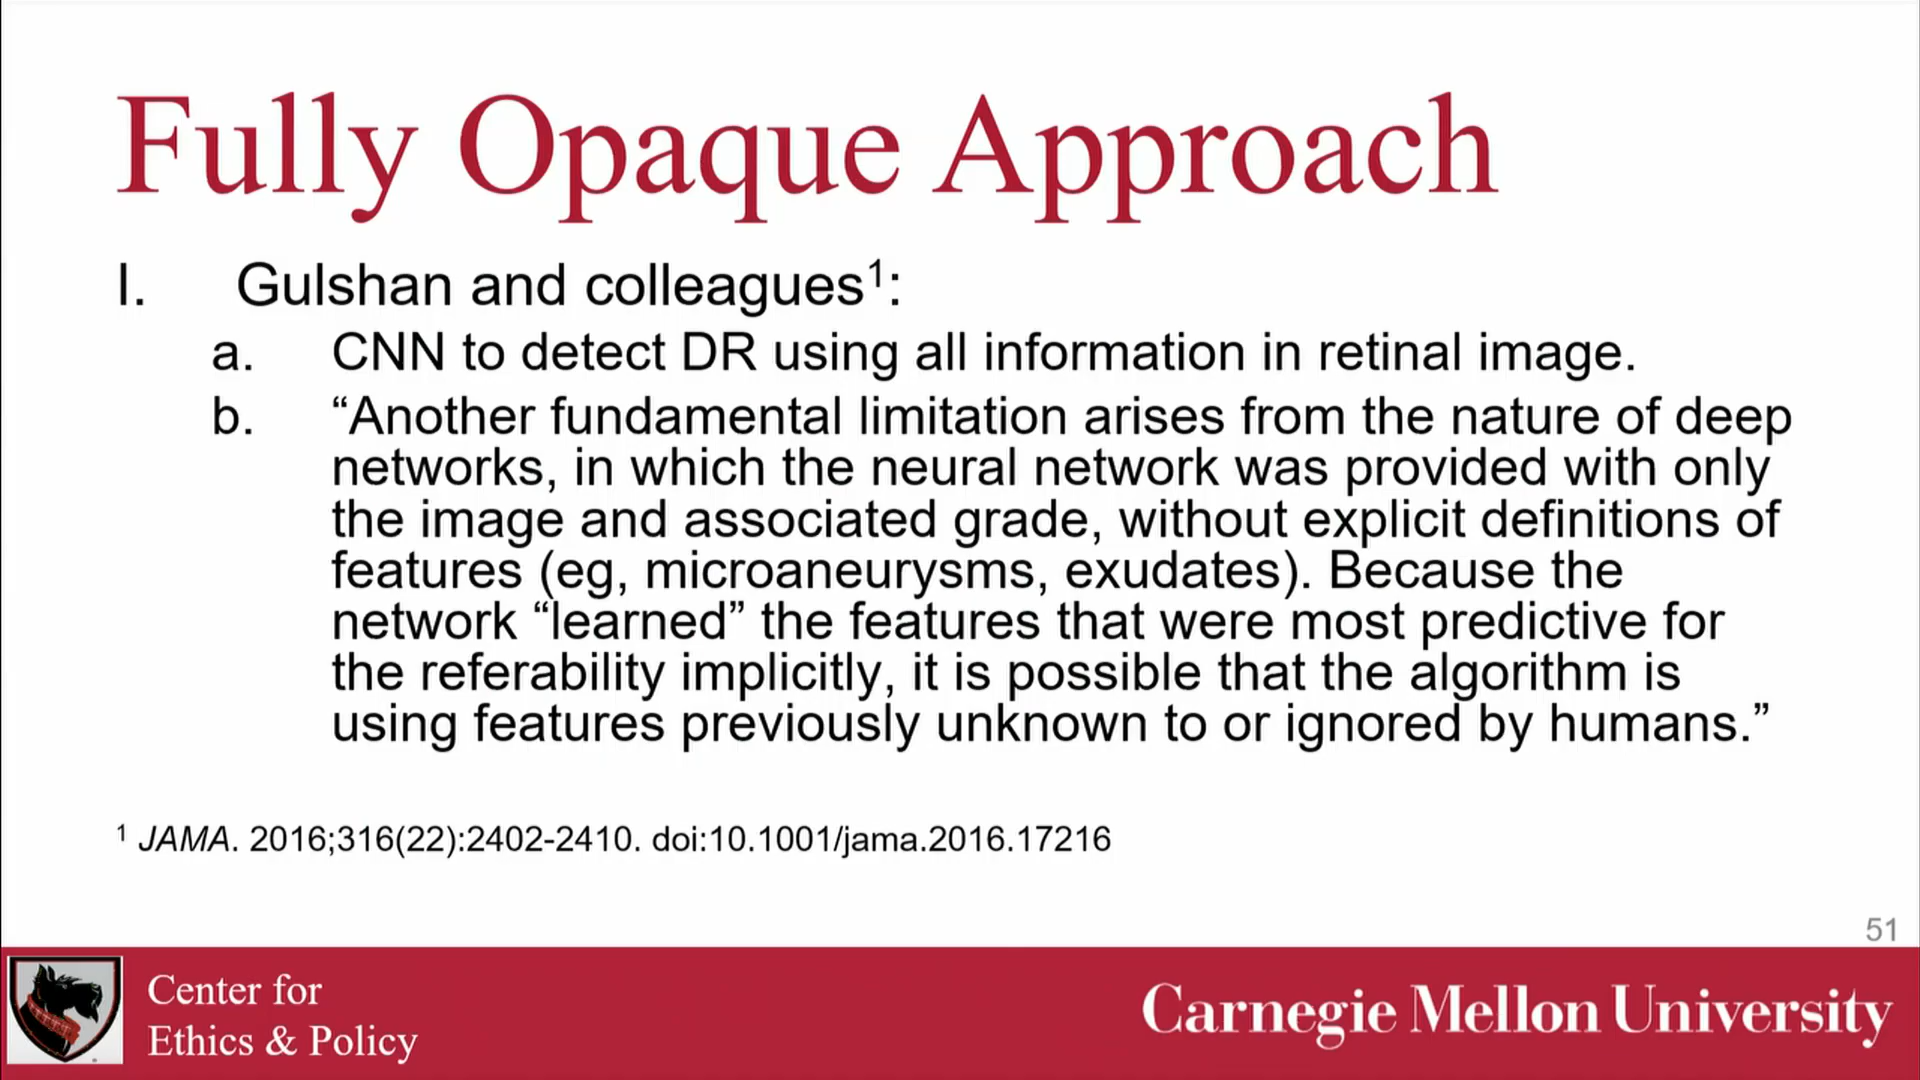 Fully Opaque Approach
I. Gulshan and colleagues¹:
a. CNN to detect DR using all information in retinal image.
b. “Another fundamental limitation arises from the nature of deep
networks, in which the neural network was provided with only
the image and associated grade, without explicit definitions of
features (eg, microaneurysms, exudates). Because the
network “learned” the features that were most predictive for
the referability implicitly, it is possible that the algorithm is
using features previously unknown to or ignored by humans.”
¹ JAMA. 2016;316(22):2402-2410. doi:10.1001/jama.2016.17216
51
Center for
Ethics & Policy
Carnegie Mellon University